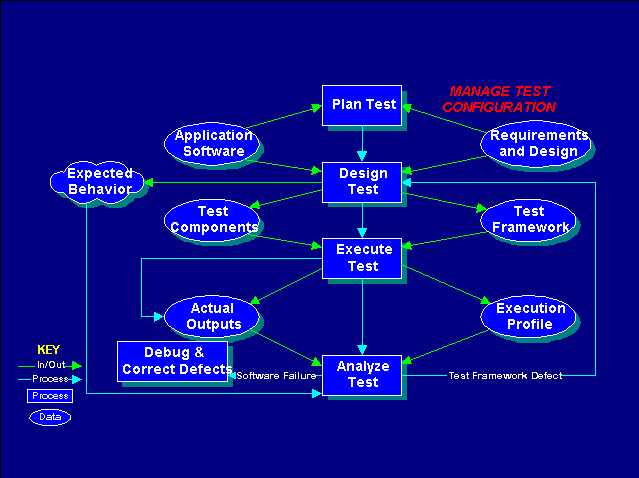 MANAGE TEST
CONFIGURATION
Plan Test
Application
Software
Requirements
and Design
Expected
Behavior
Design
Test
Test
Components
Test
Framework
Execute
Test
Actual
Outputs
Execution
Profile
Debug &
Correct Defects
Software Failure
Analyze
Test
Test Framework Defect
KEY
In/Out
Process
Process
Data